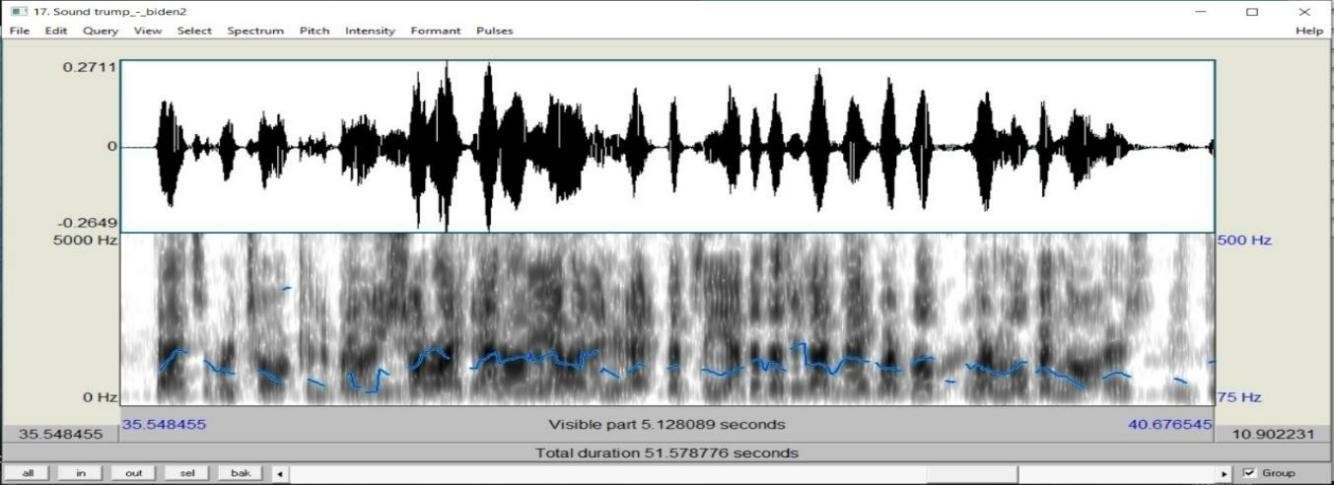 17. Sound trump_-_biden2
File Edit Query View Select Spectrum Pitch Intensity Formant Pulses Help
0.2711
0
-0.2649
5000 Hz 500 Hz
0 Hz 75 Hz
35.548455 35.548455 Visible part 5.128089 seconds 40.676545 10.902231
Total duration 51.578776 seconds
all in out sel bak Group